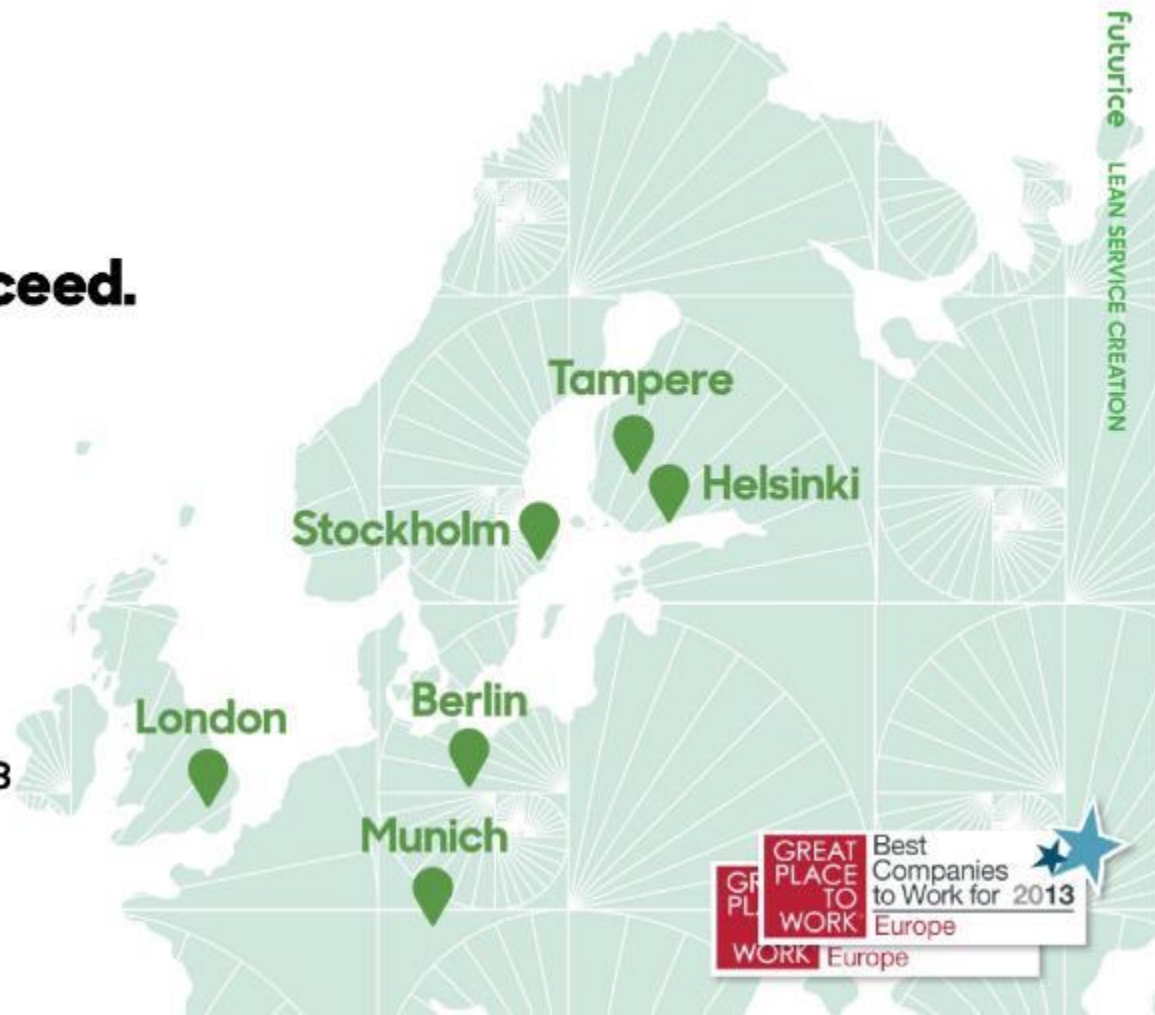 futurice LEAN SERVICE CREATION
ceed.
Tampere
Helsinki
Stockholm
London
Berlin
3
Munich
GREAT
PLACE
TO
WORK
Best
Companies
to Work for 2013
Europe
WORK
Europe